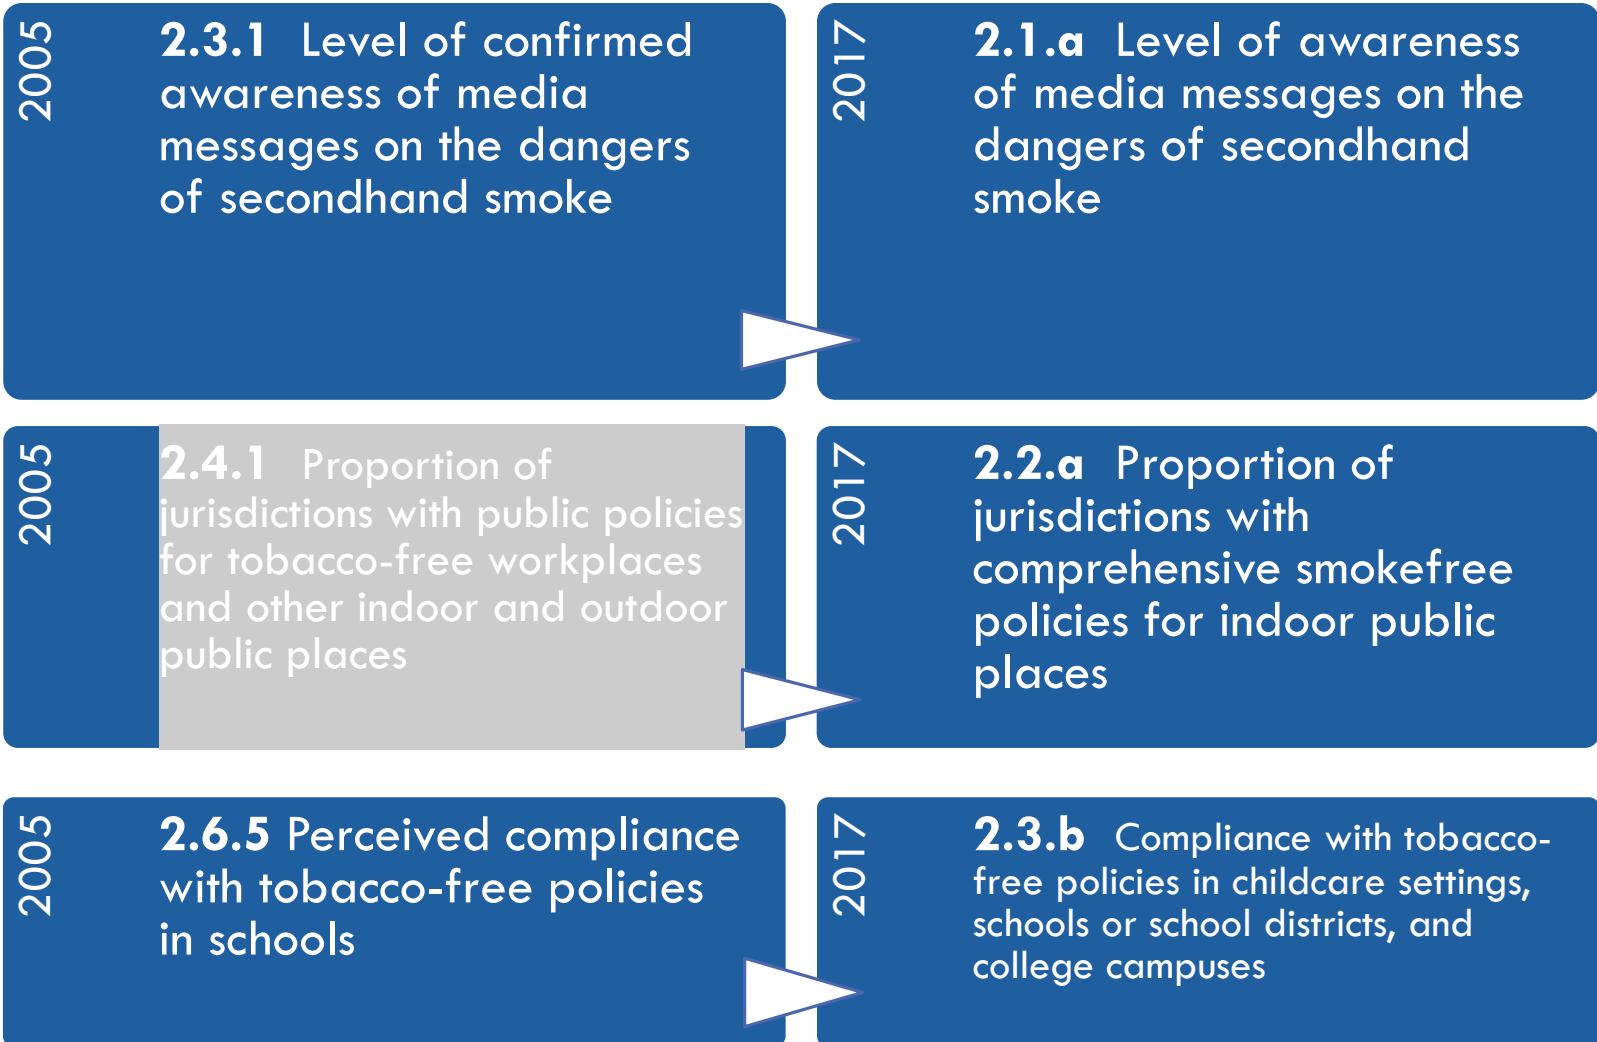 2005
2.3.1 Level of confirmed
awareness of media
messages on the dangers
of secondhand smoke
2017
2.1.a Level of awareness
of media messages on the
dangers of secondhand
smoke
2005
2.4.1 Proportion of
jurisdictions with public policies
for tobacco-free workplaces
and other indoor and outdoor
public places
2017
2.2.a Proportion of
jurisdictions with
comprehensive smokefree
policies for indoor public
places
2005
2.6.5 Perceived compliance
with tobacco-free policies
in schools
2017
2.3.b Compliance with tobacco-
free policies in childcare settings,
schools or school districts, and
college campuses